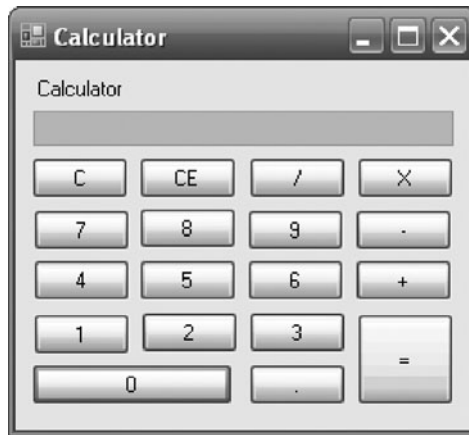 Calculator
Calculator
C CE / X
7 8 9 -
4 5 6 +
1 2 3 =
0 .